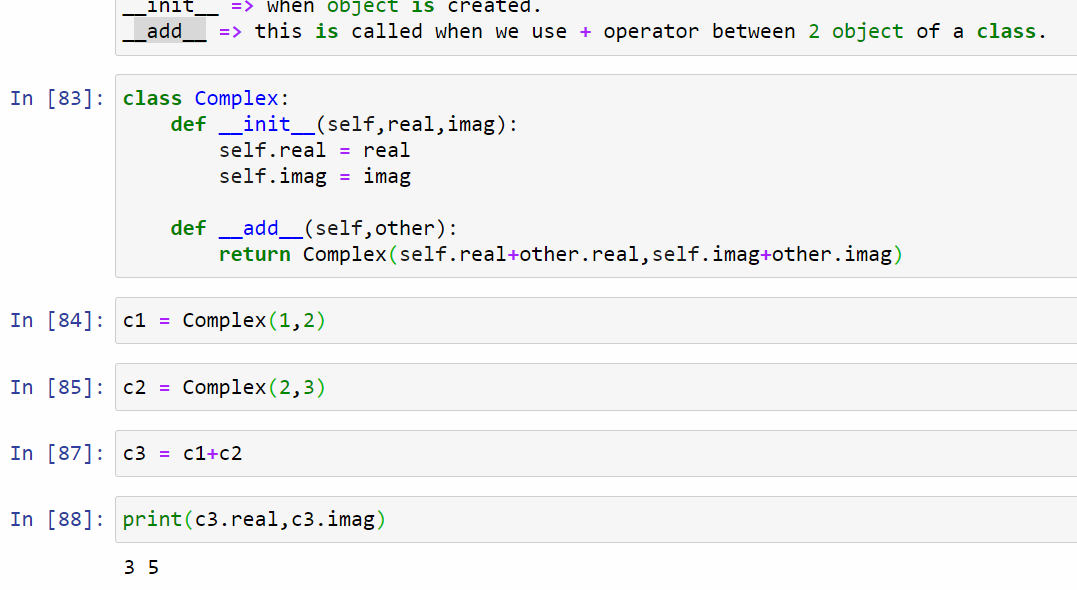 __init__ => when object is created.
__add__ => this is called when we use + operator between 2 object of a class.
In [83]: class Complex:
    def __init__(self,real,imag):
        self.real = real
        self.imag = imag
    def __add__(self,other):
        return Complex(self.real+other.real,self.imag+other.imag)
In [84]: c1 = Complex(1,2)
In [85]: c2 = Complex(2,3)
In [87]: c3 = c1+c2
In [88]: print(c3.real,c3.imag)
3 5